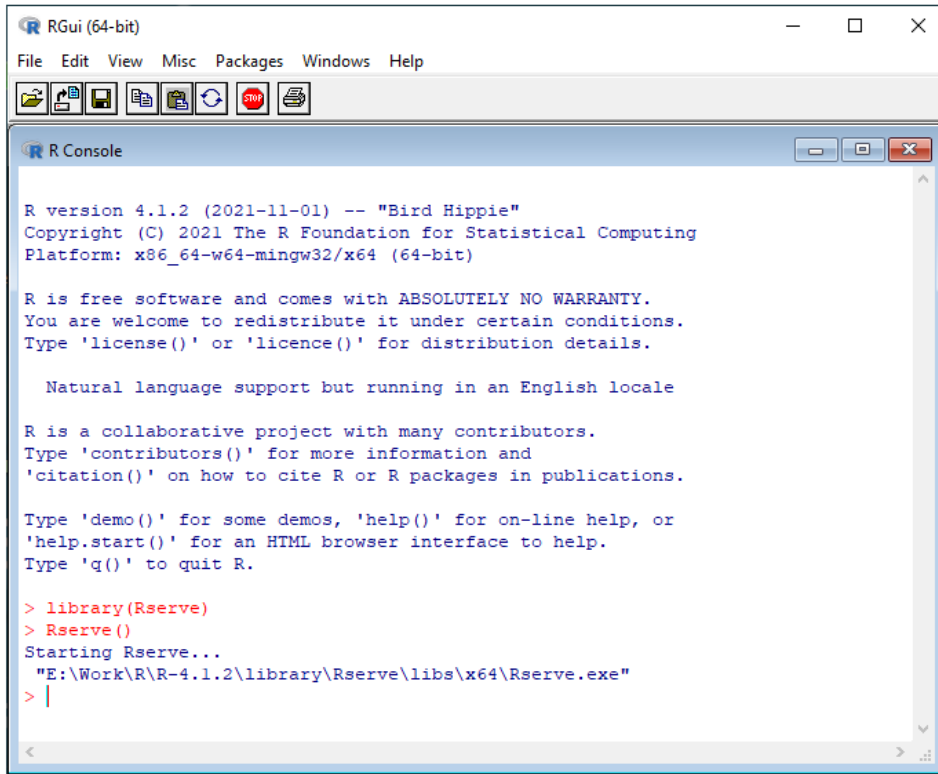 RGui (64-bit)
File Edit View Misc Packages Windows Help
STOP
R Console
R version 4.1.2 (2021-11-01) -- "Bird Hippie"
Copyright (C) 2021 The R Foundation for Statistical Computing
Platform: x86_64-w64-mingw32/x64 (64-bit)
R is free software and comes with ABSOLUTELY NO WARRANTY.
You are welcome to redistribute it under certain conditions.
Type 'license()' or 'licence()' for distribution details.
Natural language support but running in an English locale
R is a collaborative project with many contributors.
Type 'contributors()' for more information and
'citation()' on how to cite R or R packages in publications.
Type 'demo()' for some demos, 'help()' for on-line help, or
'help.start()' for an HTML browser interface to help.
Type 'q()' to quit R.
> library(Rserve)
> Rserve()
Starting Rserve...
"E:\Work\R\R-4.1.2\library\Rserve\libs\x64\Rserve.exe"
>